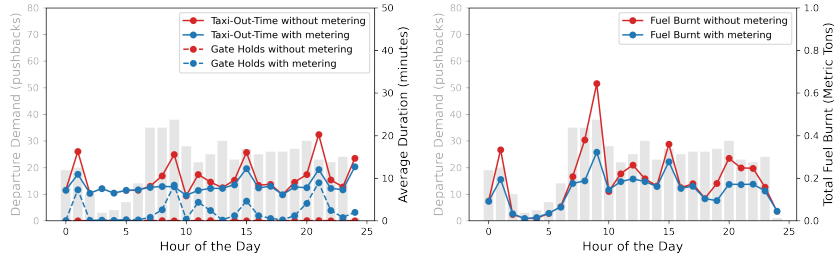 Departure Demand (pushbacks)
80
70
60
50
40
30
20
10
0
Taxi-Out-Time without metering
Taxi-Out-Time with metering
Gate Holds without metering
Gate Holds with metering
50
40
30
20
10
0
Average Duration (minutes)
0 5 10 15 20 25
Hour of the Day
Departure Demand (pushbacks)
80
70
60
50
40
30
20
10
0
Fuel Burnt without metering
Fuel Burnt with metering
1.0
0.8
0.6
0.4
0.2
0.0
Total Fuel Burnt (Metric Tons)
0 5 10 15 20 25
Hour of the Day